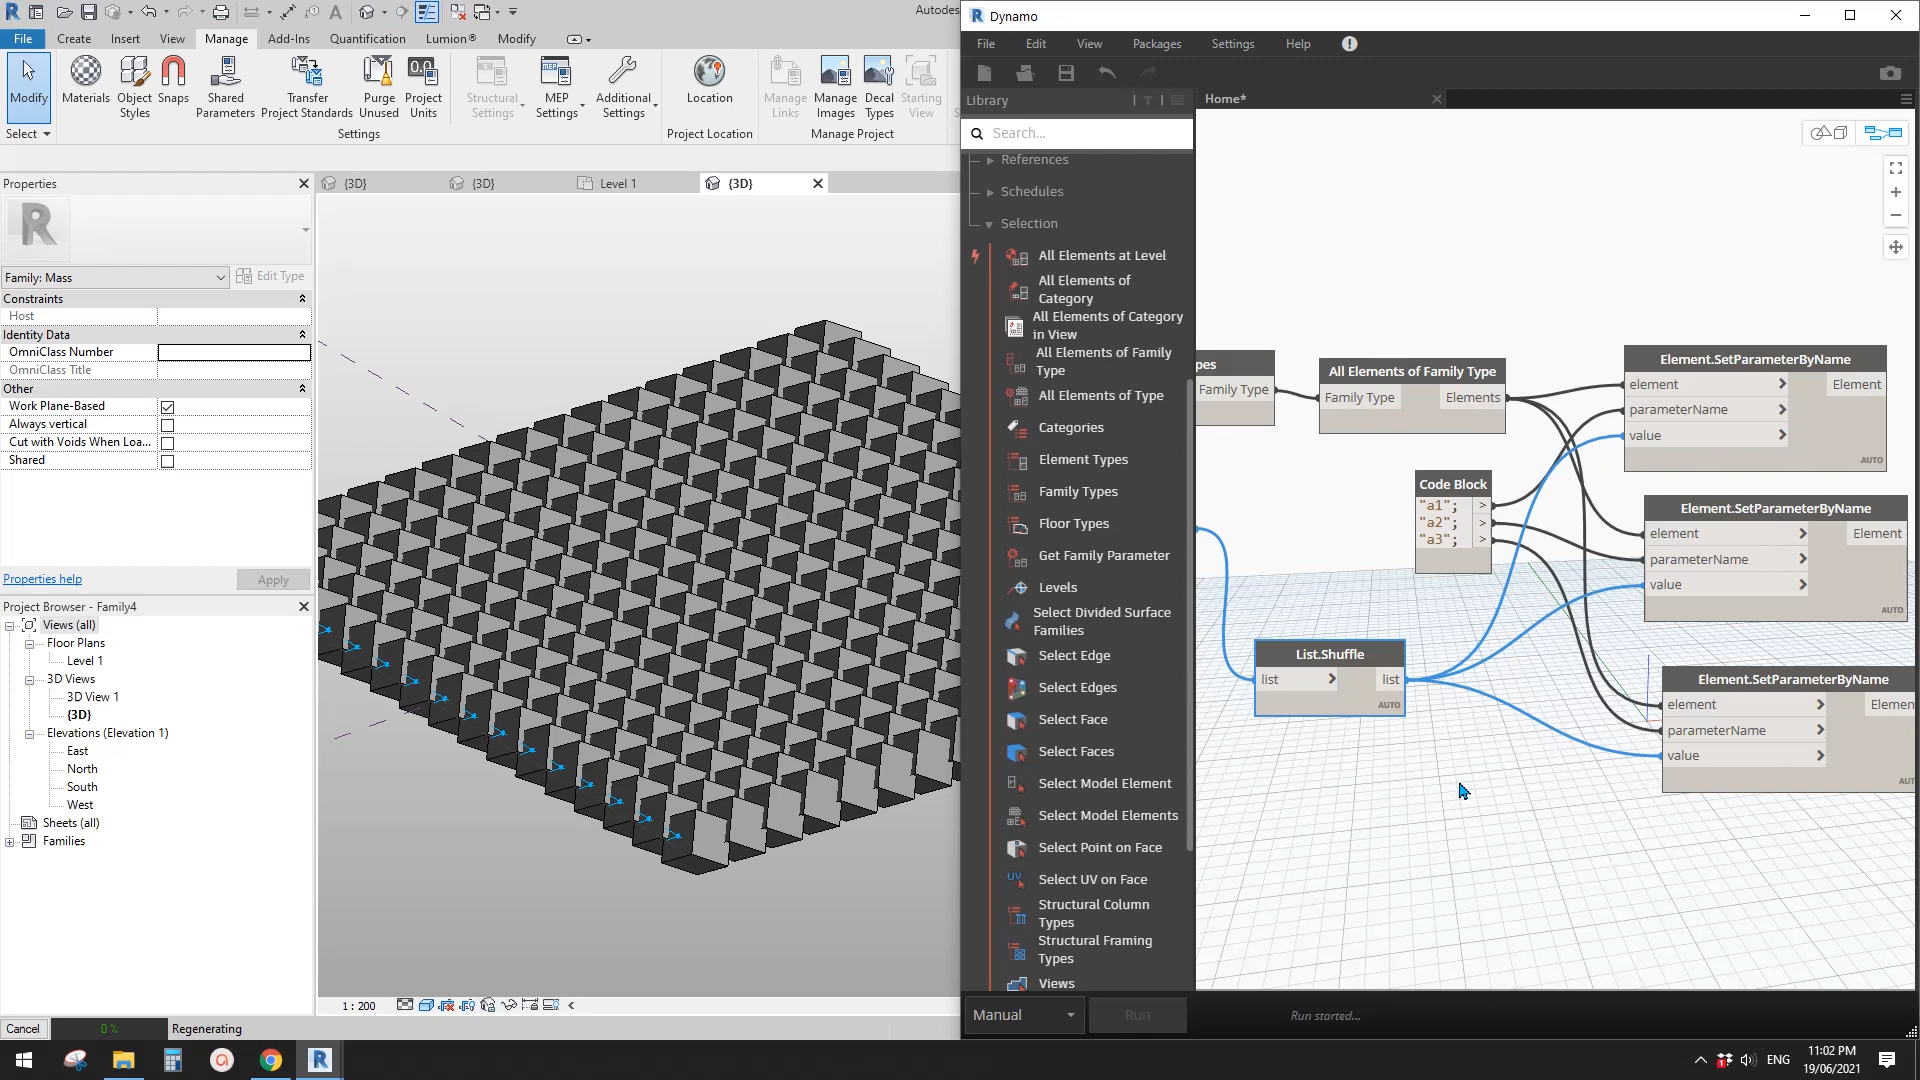 Autodes
File
Create
Insert
View
Manage
Add-Ins
Quantification
Lumion®
Modify
Modify
Materials
Object
Styles
Snaps
Shared
Parameters
Transfer
Project Standards
Purge
Unused
Project
Units
Structural
Settings
MEP
Settings
Additional
Settings
Location
Manage
Links
Manage
Images
Decal
Types
Starting
View
Select
Settings
Project Location
Manage Project
Properties
{3D}
{3D}
Level 1
{3D}
Family: Mass
Edit Type
Constraints
Host
Identity Data
OmniClass Number
OmniClass Title
Other
Work Plane-Based
Always vertical
Cut with Voids When Loa...
Shared
Properties help
Apply
Project Browser - Family4
Views (all)
Floor Plans
Level 1
3D Views
3D View 1
{3D}
Elevations (Elevation 1)
East
North
South
West
Sheets (all)
Families
1 : 200
Cancel
0 %
Regenerating
Dynamo
File
Edit
View
Packages
Settings
Help
Library
Home*
Search...
References
Schedules
Selection
All Elements at Level
All Elements of
Category
All Elements of Category
in View
All Elements of Family
Type
All Elements of Type
Categories
Element Types
Family Types
Floor Types
Get Family Parameter
Levels
Select Divided Surface
Families
Select Edge
Select Edges
Select Face
Select Faces
Select Model Element
Select Model Elements
Select Point on Face
Select UV on Face
Structural Column
Types
Structural Framing
Types
Views
pes
Family Type
All Elements of Family Type
Family Type
Elements
Element.SetParameterByName
element
Element
parameterName
value
AUTO
Code Block
"a1"; >
"a2"; >
"a3"; >
Element.SetParameterByName
element
Element
parameterName
value
AUTO
List.Shuffle
list
list
AUTO
Element.SetParameterByName
element
Elemen
parameterName
value
AUT
Manual
Run
Run started...
ENG
11:02 PM
19/06/2021